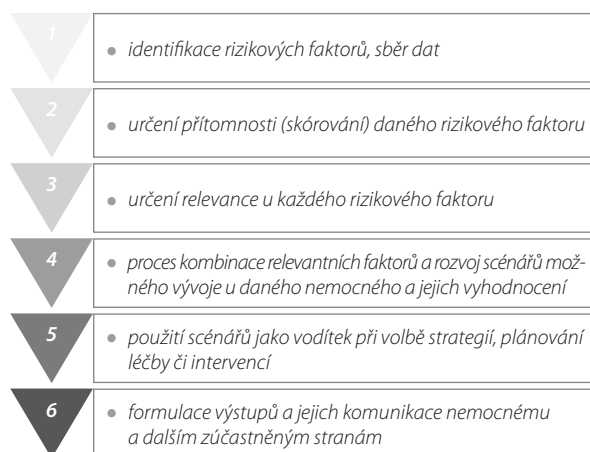 1
● identifikace rizikových faktorů, sběr dat
2
● určení přítomnosti (skórování) daného rizikového faktoru
3
● určení relevance u každého rizikového faktoru
4
● proces kombinace relevantních faktorů a rozvoj scénářů mož-
ného vývoje u daného nemocného a jejich vyhodnocení
5
● použití scénářů jako vodítek při volbě strategií, plánování
léčby či intervencí
6
● formulace výstupů a jejich komunikace nemocnému
a dalším zúčastněným stranám